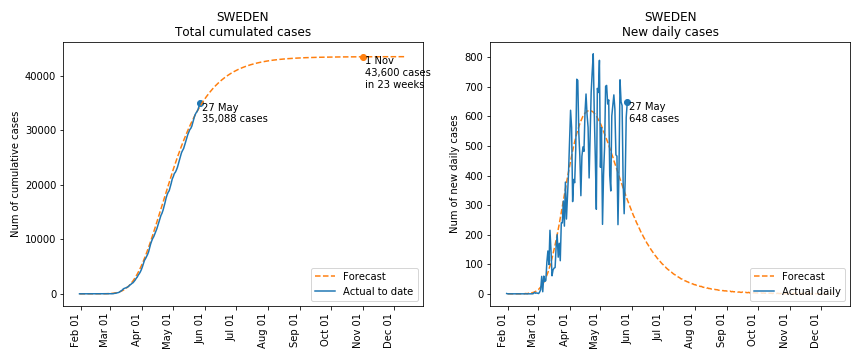 SWEDEN
Total cumulated cases
Num of cumulative cases
40000
30000
20000
10000
0
1 Nov
43,600 cases
in 23 weeks
27 May
35,088 cases
Forecast
Actual to date
Feb 01
Mar 01
Apr 01
May 01
Jun 01
Jul 01
Aug 01
Sep 01
Oct 01
Nov 01
Dec 01
SWEDEN
New daily cases
Num of new daily cases
800
700
600
500
400
300
200
100
0
27 May
648 cases
Forecast
Actual daily
Feb 01
Mar 01
Apr 01
May 01
Jun 01
Jul 01
Aug 01
Sep 01
Oct 01
Nov 01
Dec 01